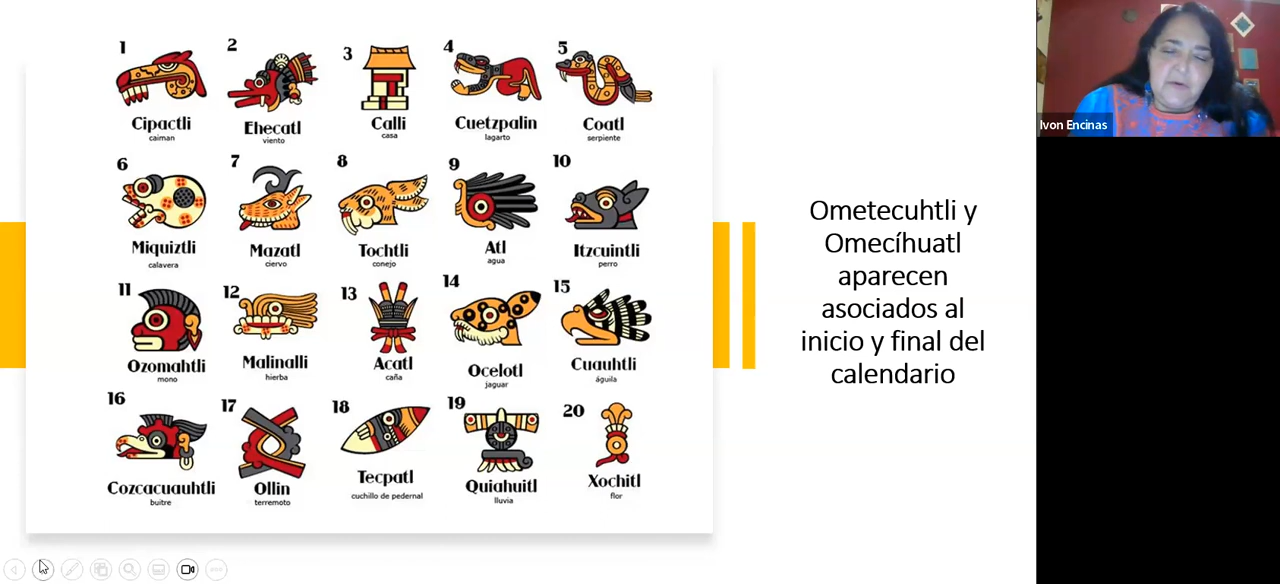 1
Cipactli
caiman
2
Ehecatl
viento
3
Calli
casa
4
Cuetzpalin
lagarto
5
Coatl
serpiente
6
Miquiztli
calavera
7
Mazatl
ciervo
8
Tochtli
conejo
9
Atl
agua
10
Itzcuintli
perro
11
Ozomahtli
mono
12
Malinalli
hierba
13
Acatl
caña
14
Ocelotl
jaguar
15
Cuauhtli
águila
16
Cozcacuauhtli
buitre
17
Ollin
terremoto
18
Tecpatl
cuchillo de pedernal
19
Quiahuitl
lluvia
20
Xochitl
flor
Ometecuhtli y
Omecíhuatl
aparecen
asociados al
inicio y final del
calendario
Ivon Encinas